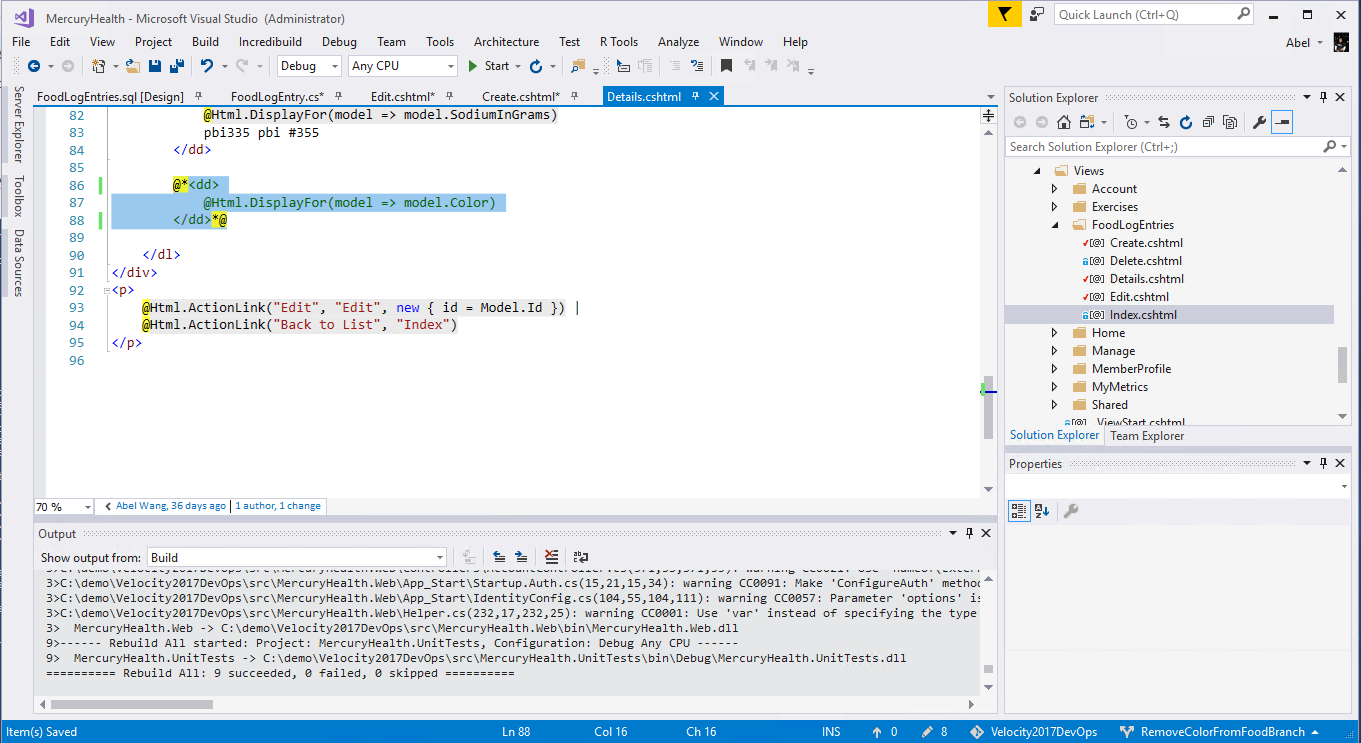 MercuryHealth - Microsoft Visual Studio (Administrator)
Quick Launch (Ctrl+Q)
File Edit View Project Build Incredibuild Debug Team Tools Architecture Test R Tools Analyze Window Help
Abel
Debug Any CPU Start
Server Explorer
Toolbox
Data Sources
FoodLogEntries.sql [Design] FoodLogEntry.cs* Edit.cshtml* Create.cshtml* Details.cshtml
82 @Html.DisplayFor(model => model.SodiumInGrams)
83 pbi335 pbi #355
84 </dd>
85
86 @*<dd>
87 @Html.DisplayFor(model => model.Color)
88 </dd>*@
89
90 </dl>
91 </div>
92 <p>
93 @Html.ActionLink("Edit", "Edit", new { id = Model.Id }) |
94 @Html.ActionLink("Back to List", "Index")
95 </p>
96
70 % Abel Wang, 36 days ago | 1 author, 1 change
Output
Show output from: Build
3>C:\demo\Velocity2017DevOps\src\MercuryHealth.Web\App_Start\Startup.Auth.cs(15,21,15,34): warning CC0091: Make 'ConfigureAuth' metho
3>C:\demo\Velocity2017DevOps\src\MercuryHealth.Web\App_Start\IdentityConfig.cs(104,55,104,111): warning CC0057: Parameter 'options' is
3>C:\demo\Velocity2017DevOps\src\MercuryHealth.Web\Helper.cs(232,17,232,25): warning CC0001: Use 'var' instead of specifying the type
3> MercuryHealth.Web -> C:\demo\Velocity2017DevOps\src\MercuryHealth.Web\bin\MercuryHealth.Web.dll
9>------ Rebuild All started: Project: MercuryHealth.UnitTests, Configuration: Debug Any CPU ------
9> MercuryHealth.UnitTests -> C:\demo\Velocity2017DevOps\src\MercuryHealth.UnitTests\bin\Debug\MercuryHealth.UnitTests.dll
========== Rebuild All: 9 succeeded, 0 failed, 0 skipped ==========
Solution Explorer
Search Solution Explorer (Ctrl+;)
Views
Account
Exercises
FoodLogEntries
Create.cshtml
Delete.cshtml
Details.cshtml
Edit.cshtml
Index.cshtml
Home
Manage
MemberProfile
MyMetrics
Shared
_ViewStart.cshtml
Solution Explorer Team Explorer
Properties
Item(s) Saved Ln 88 Col 16 Ch 16 INS 0 8 Velocity2017DevOps RemoveColorFromFoodBranch